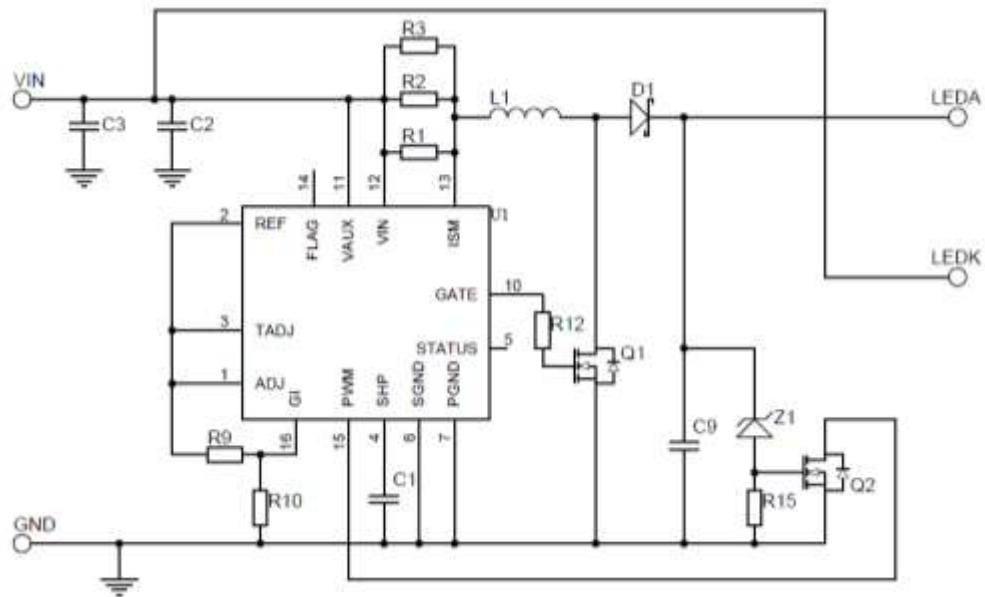 R3
VIN
R2
D1
L1
LEDA
C3
C2
R1
14
11
12
13
U1
2
REF
FLAG
VAUX
VIN
ISM
LEDK
GATE
10
R12
3
TADJ
STATUS
5
Q1
1
ADJ
GI
PWM
SHP
SGND
PGND
R9
16
15
4
6
7
C9
Z1
C1
R10
R15
Q2
GND